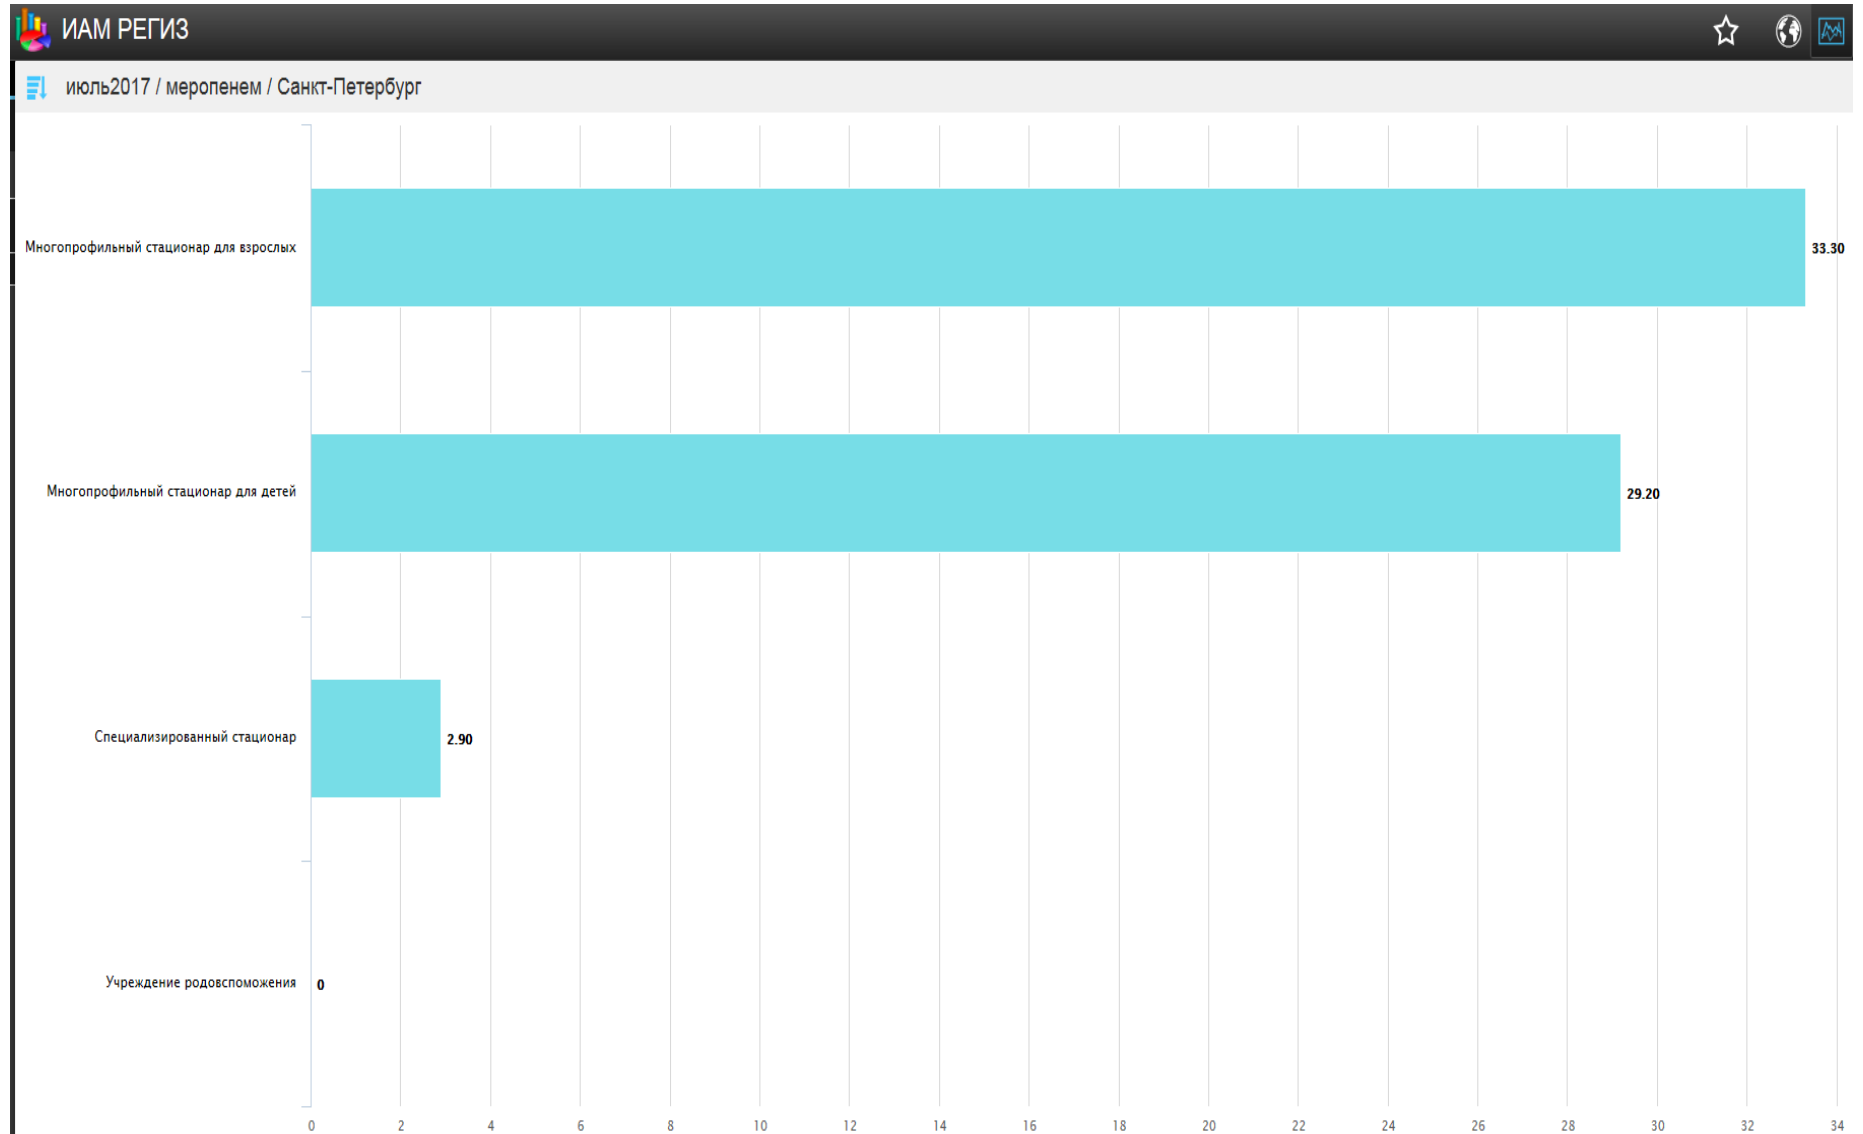 ИАМ РЕГИЗ
июль2017 / меропенем / Санкт-Петербург
Многопрофильный стационар для взрослых
33.30
Многопрофильный стационар для детей
29.20
Специализированный стационар
2.90
Учреждение родовспоможения
0
0 2 4 6 8 10 12 14 16 18 20 22 24 26 28 30 32 34